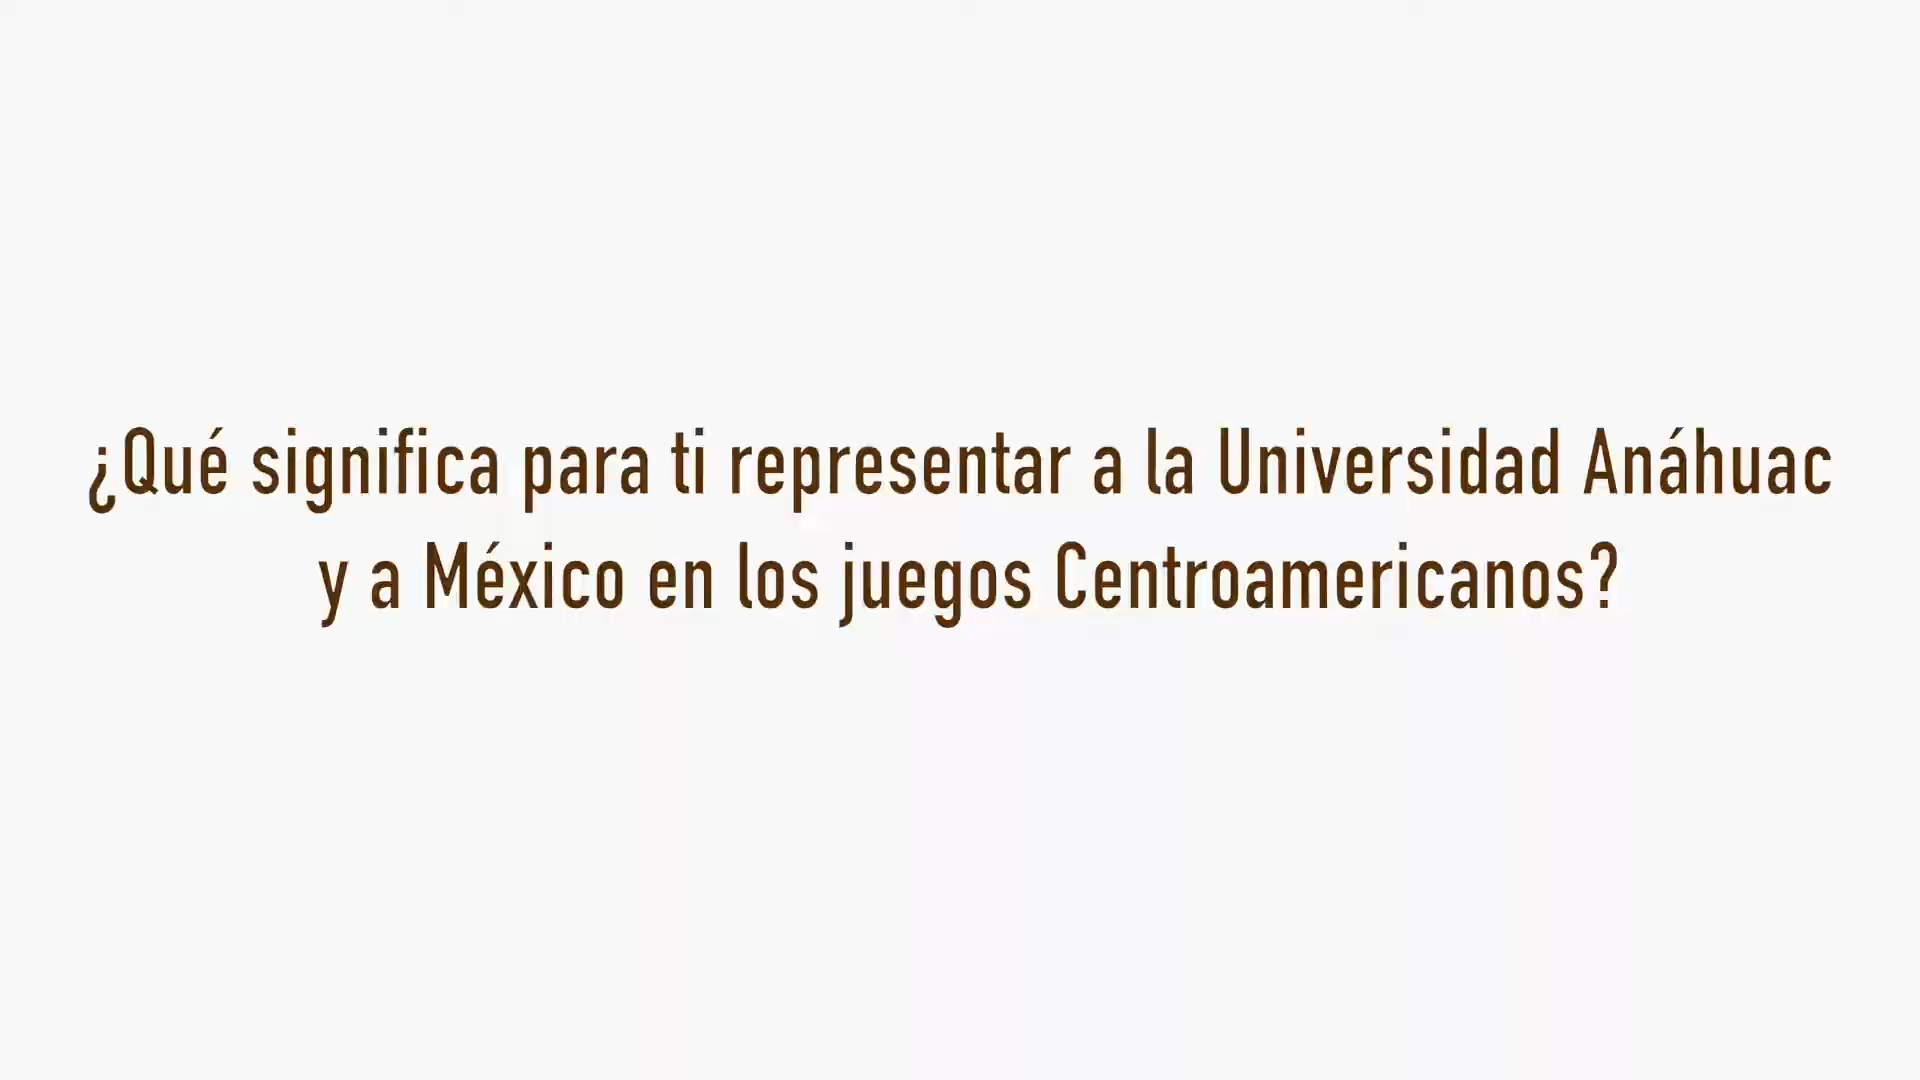 ¿Qué significa para ti representar a la Universidad Anáhuac
y a México en los juegos Centroamericanos?